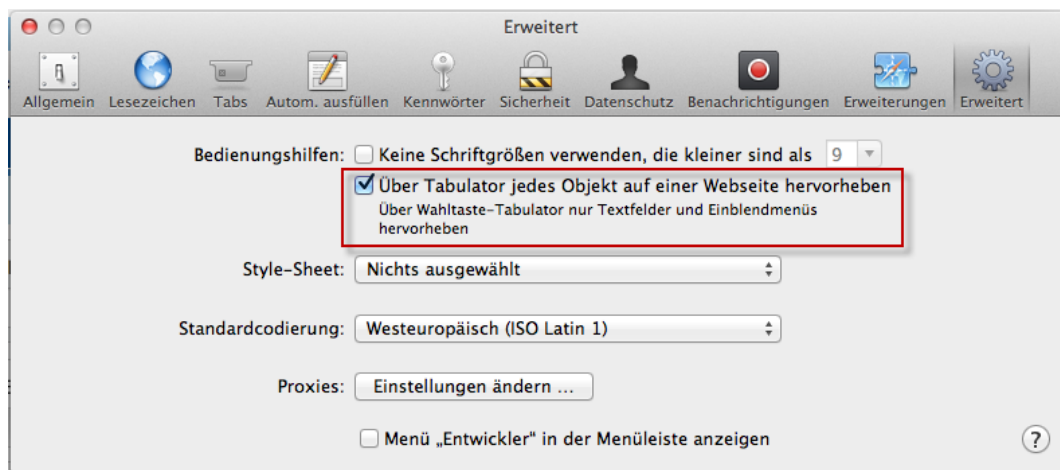 Erweitert
Allgemein Lesezeichen Tabs Autom. ausfüllen Kennwörter Sicherheit Datenschutz Benachrichtigungen Erweiterungen Erweitert
Bedienungshilfen: Keine Schriftgrößen verwenden, die kleiner sind als 9
Über Tabulator jedes Objekt auf einer Webseite hervorheben
Über Wahltaste-Tabulator nur Textfelder und Einblendmenüs
hervorheben
Style-Sheet: Nichts ausgewählt
Standardcodierung: Westeuropäisch (ISO Latin 1)
Proxies: Einstellungen ändern ...
Menü „Entwickler“ in der Menüleiste anzeigen ?